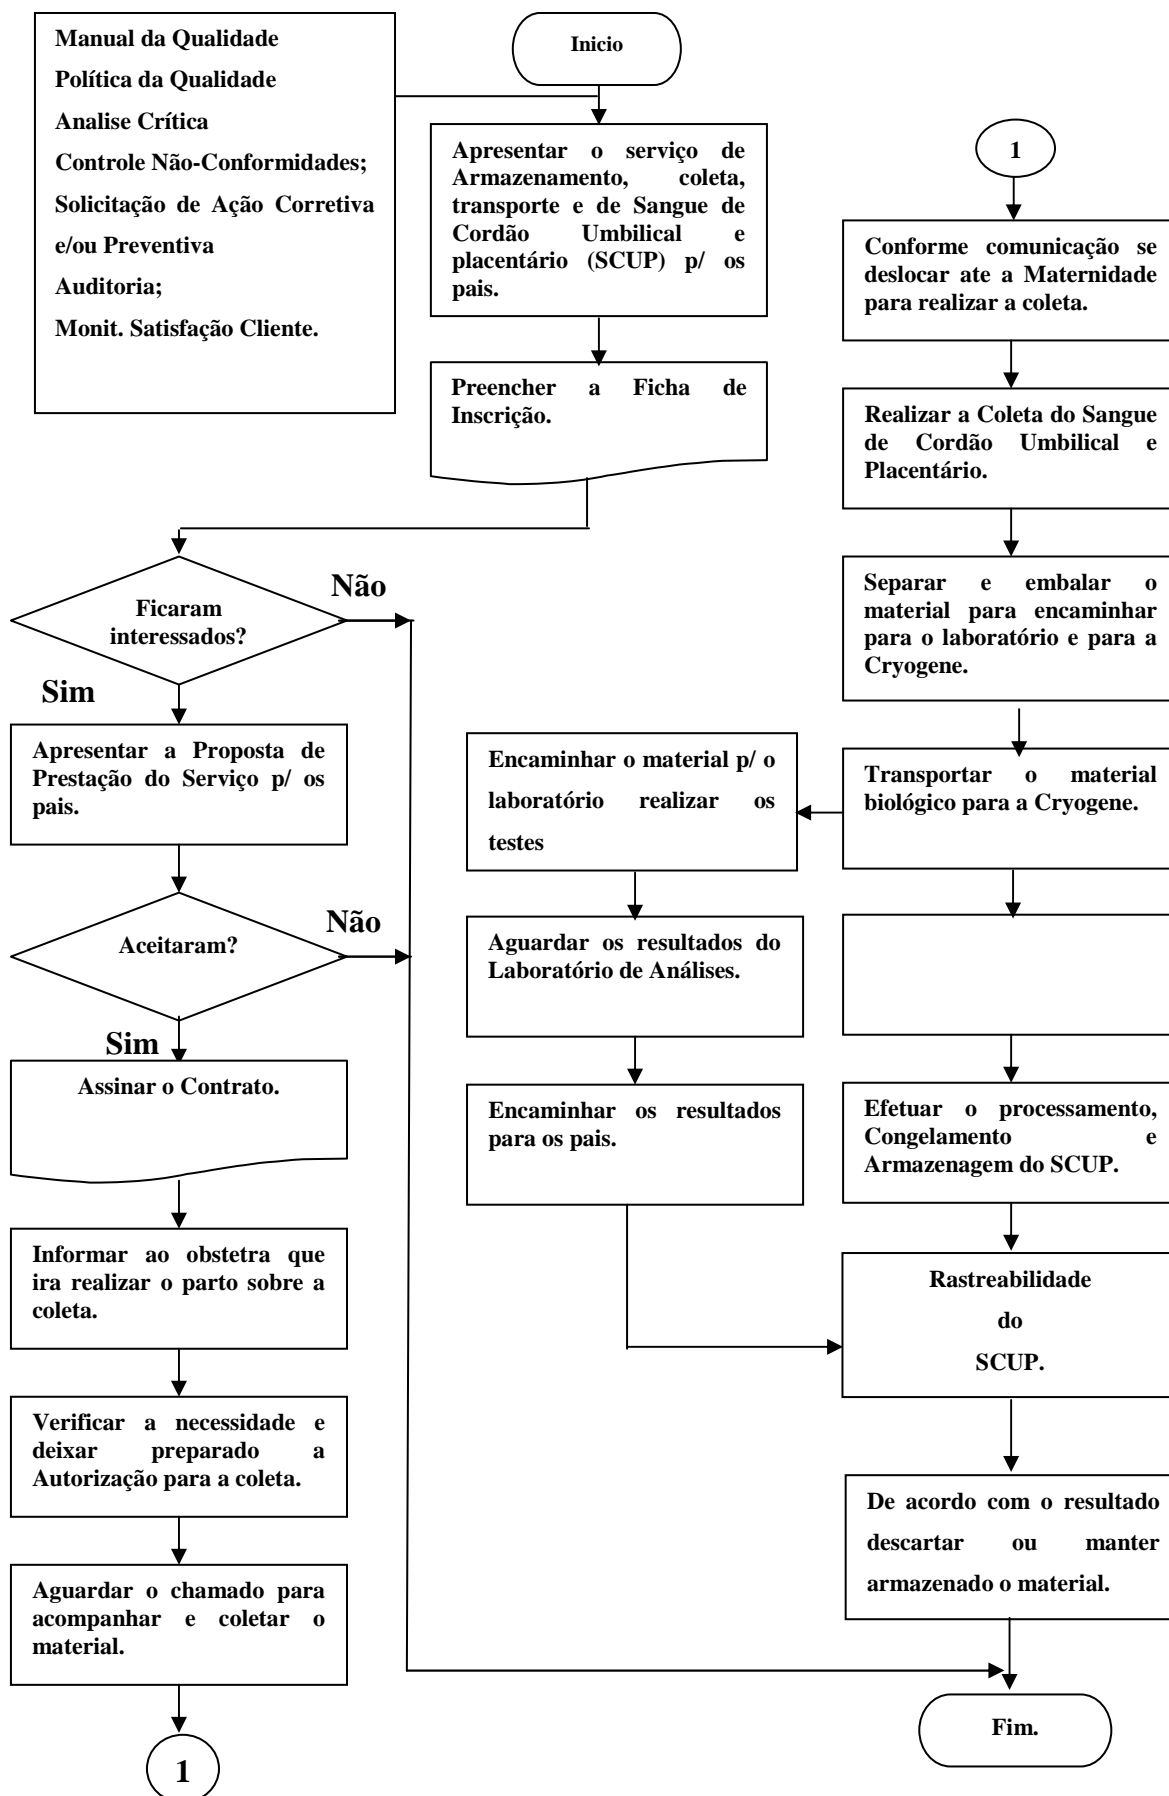 Manual da Qualidade
Política da Qualidade
Analise Crítica
Controle Não-Conformidades;
Solicitação de Ação Corretiva
e/ou Preventiva
Auditoria;
Monit. Satisfação Cliente.
Inicio
Apresentar o serviço de
Armazenamento, coleta,
transporte e de Sangue de
Cordão Umbilical e
placentário (SCUP) p/ os
pais.
Preencher a Ficha de
Inscrição.
Ficaram
interessados?
Não
Sim
Apresentar a Proposta de
Prestação do Serviço p/ os
pais.
Aceitaram?
Não
Sim
Assinar o Contrato.
Informar ao obstetra que
ira realizar o parto sobre a
coleta.
Verificar a necessidade e
deixar preparado a
Autorização para a coleta.
Aguardar o chamado para
acompanhar e coletar o
material.
1
1
Conforme comunicação se
deslocar ate a Maternidade
para realizar a coleta.
Realizar a Coleta do Sangue
de Cordão Umbilical e
Placentário.
Separar e embalar o
material para encaminhar
para o laboratório e para a
Cryogene.
Transportar o material
biológico para a Cryogene.
Encaminhar o material p/ o
laboratório realizar os
testes
Aguardar os resultados do
Laboratório de Análises.
Encaminhar os resultados
para os pais.
Efetuar o processamento,
Congelamento e
Armazenagem do SCUP.
Rastreabilidade
do
SCUP.
De acordo com o resultado
descartar ou manter
armazenado o material.
Fim.